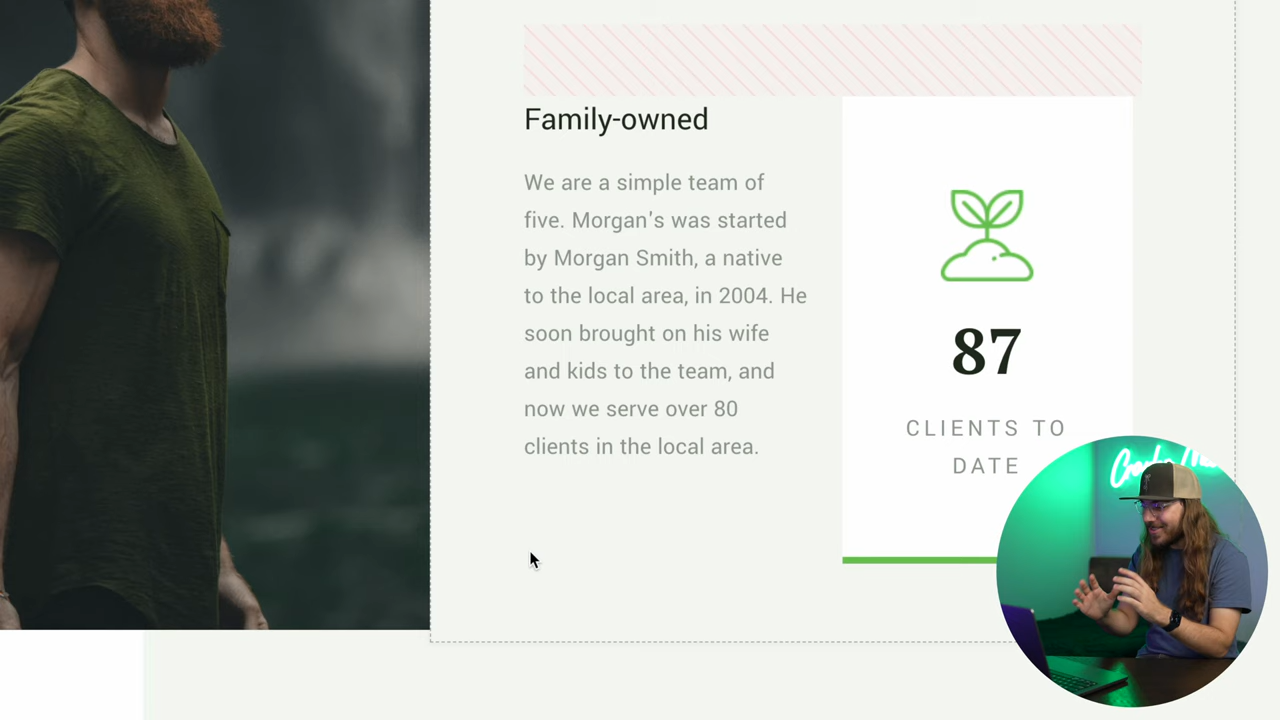 Family-owned
We are a simple team of
five. Morgan's was started
by Morgan Smith, a native
to the local area, in 2004. He
soon brought on his wife
and kids to the team, and
now we serve over 80
clients in the local area.
87
CLIENTS TO
DATE